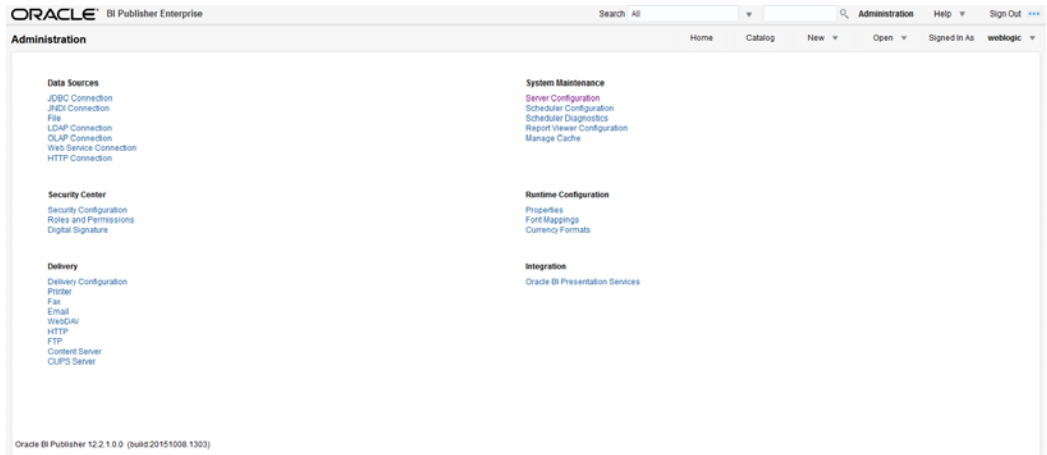 ORACLE BI Publisher Enterprise Search All Administration Help Sign Out
Administration Home Catalog New Open Signed In As weblogic
Data Sources
JDBC Connection
JNDI Connection
File
LDAP Connection
OLAP Connection
Web Service Connection
HTTP Connection
System Maintenance
Server Configuration
Scheduler Configuration
Scheduler Diagnostics
Report Viewer Configuration
Manage Cache
Security Center
Security Configuration
Roles and Permissions
Digital Signature
Runtime Configuration
Properties
Font Mappings
Currency Formats
Delivery
Delivery Configuration
Printer
Fax
Email
WebDAV
HTTP
FTP
Content Server
CUPS Server
Integration
Oracle BI Presentation Services
Oracle BI Publisher 12.2.1.0.0 (build:20151008.1303)